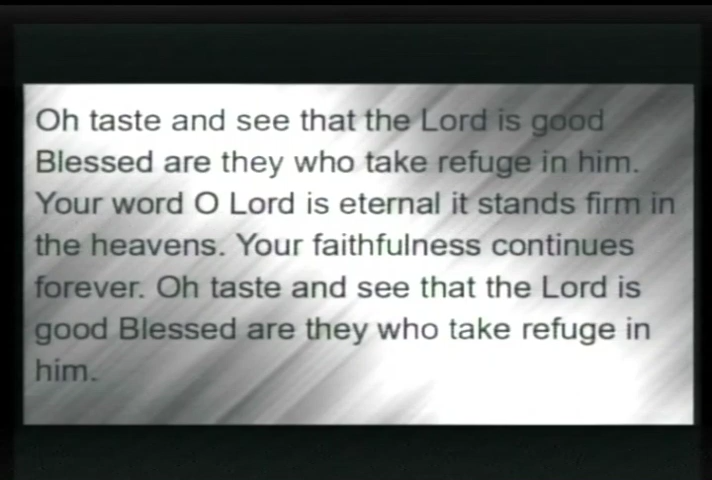 Oh taste and see that the Lord is good
Blessed are they who take refuge in him.
Your word O Lord is eternal it stands firm in
the heavens. Your faithfulness continues
forever. Oh taste and see that the Lord is
good Blessed are they who take refuge in
him.